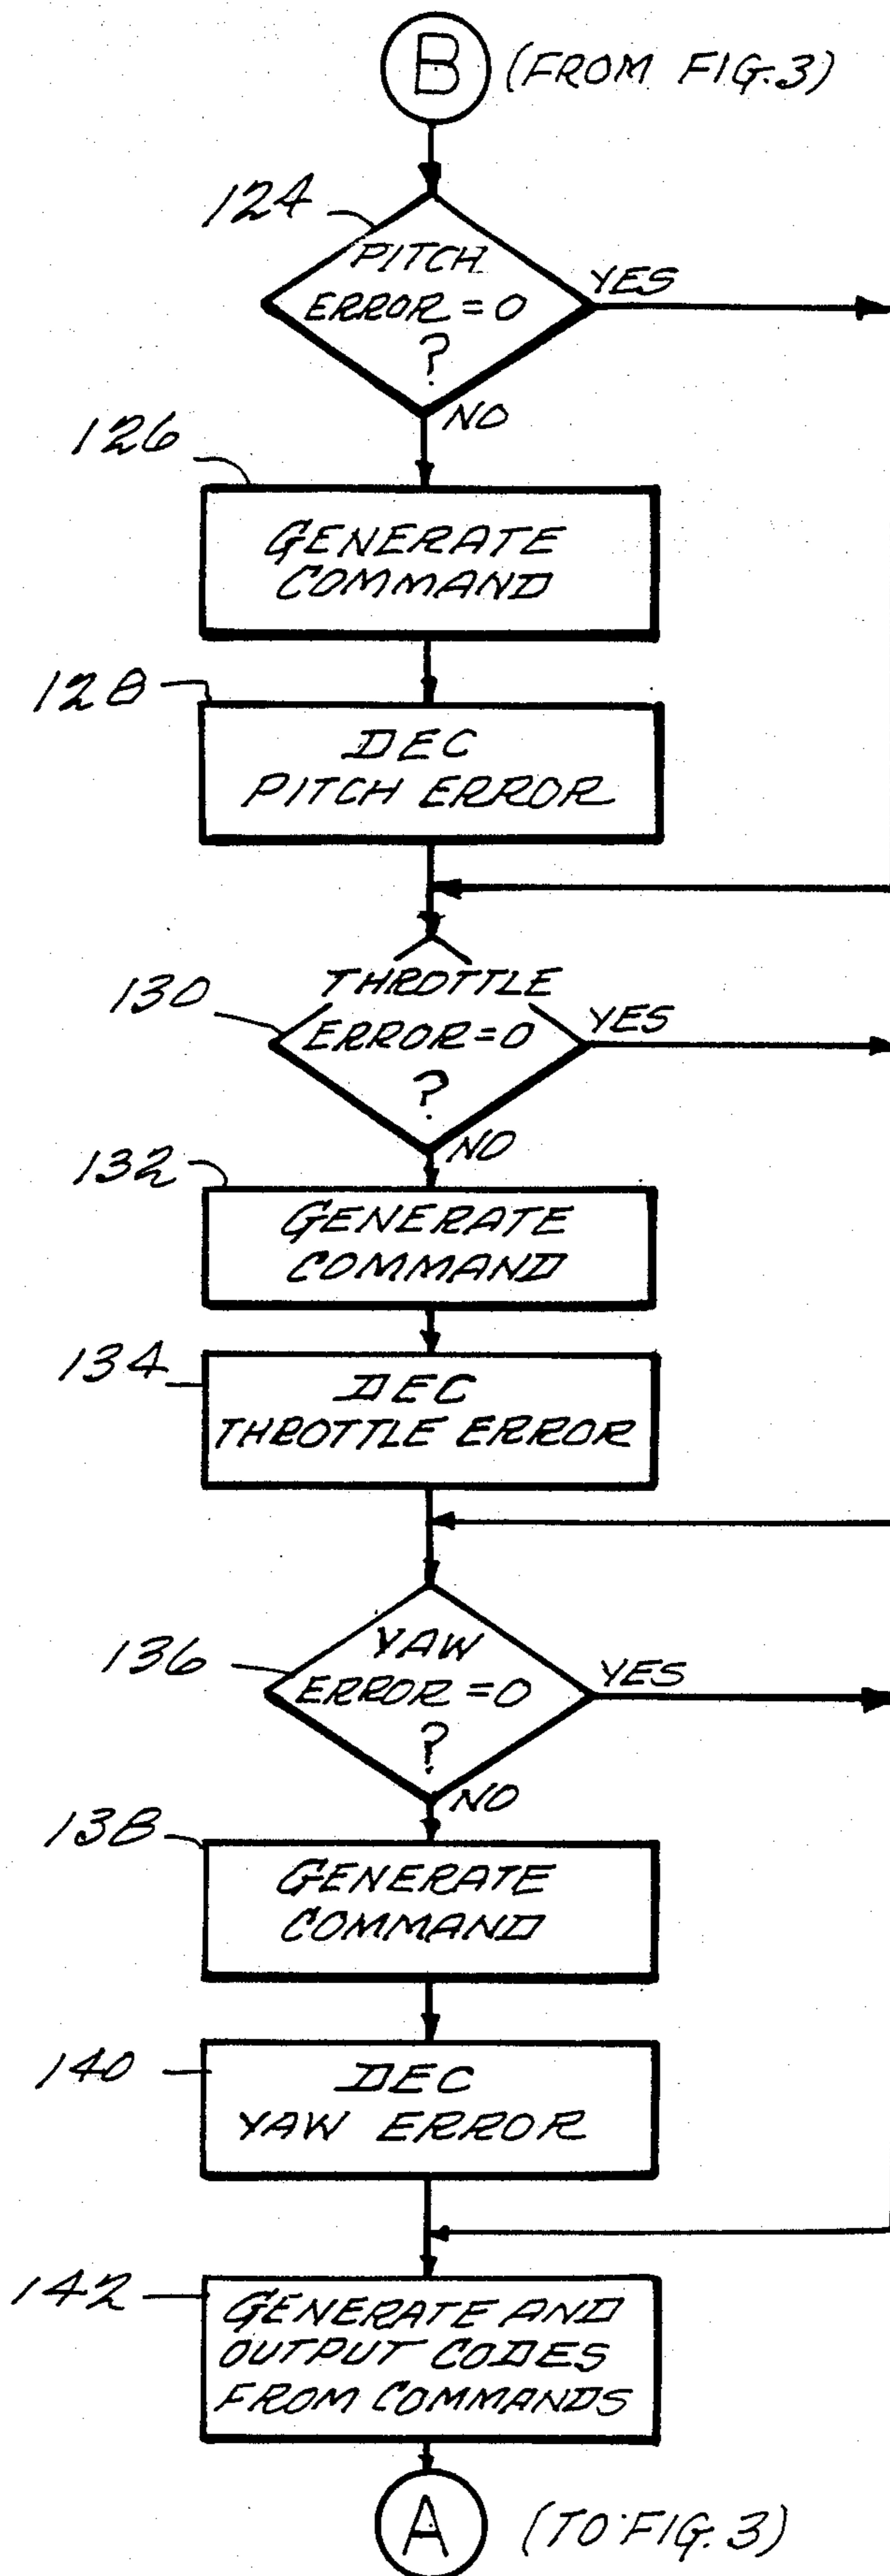 B (FROM FIG.3)
124
PITCH
ERROR = 0
?
YES
NO
126
GENERATE
COMMAND
128
DEC
PITCH ERROR
130
THROTTLE
ERROR = 0
?
YES
NO
132
GENERATE
COMMAND
134
DEC
THROTTLE ERROR
136
YAW
ERROR = 0
?
YES
NO
138
GENERATE
COMMAND
140
DEC
YAW ERROR
142
GENERATE AND
OUTPUT CODES
FROM COMMANDS
A (TO FIG. 3)